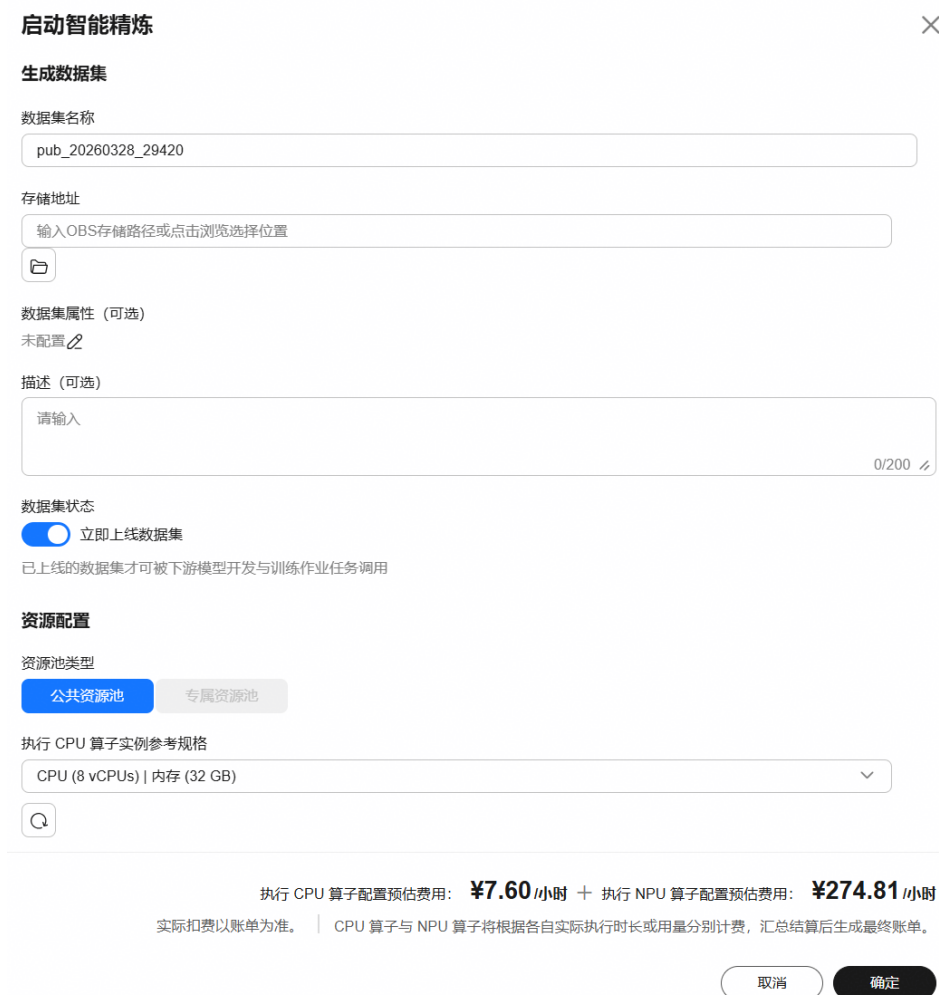 启动智能精炼
生成数据集
数据集名称
pub_20260328_29420
存储地址
输入OBS存储路径或点击浏览选择位置
数据集属性（可选）
未配置
描述（可选）
请输入
0/200
数据集状态
立即上线数据集
已上线的数据集才可被下游模型开发与训练作业任务调用
资源配置
资源池类型
公共资源池 专属资源池
执行 CPU 算子实例参考规格
CPU (8 vCPUs) | 内存 (32 GB)
执行 CPU 算子配置预估费用： ¥7.60 /小时 + 执行 NPU 算子配置预估费用： ¥274.81 /小时
实际扣费以账单为准。 | CPU 算子与 NPU 算子将根据各自实际执行时长或用量分别计费，汇总结算后生成最终账单。
取消 确定